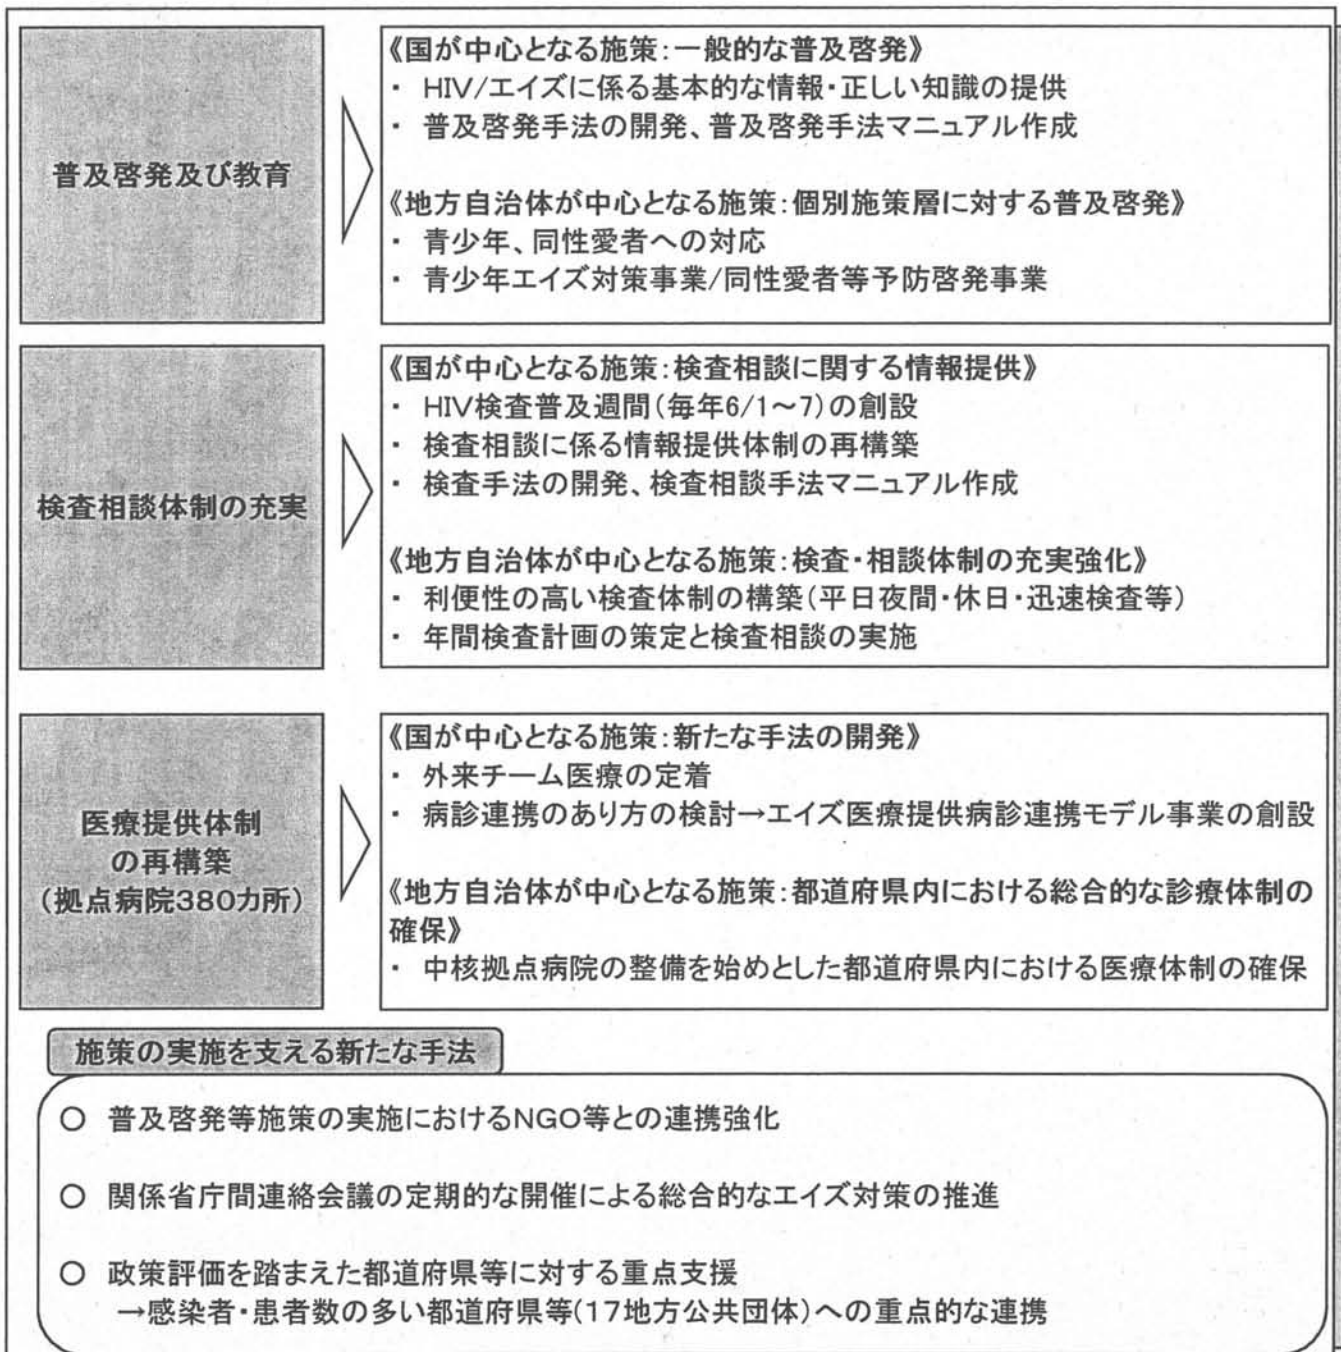 普及啓発及び教育
《国が中心となる施策:一般的な普及啓発》
・ HIV/エイズに係る基本的な情報・正しい知識の提供
・ 普及啓発手法の開発、普及啓発手法マニュアル作成
《地方自治体が中心となる施策:個別施策層に対する普及啓発》
・ 青少年、同性愛者への対応
・ 青少年エイズ対策事業/同性愛者等予防啓発事業
検査相談体制の充実
《国が中心となる施策:検査相談に関する情報提供》
・ HIV検査普及週間(毎年6/1～7)の創設
・ 検査相談に係る情報提供体制の再構築
・ 検査手法の開発、検査相談手法マニュアル作成
《地方自治体が中心となる施策:検査・相談体制の充実強化》
・ 利便性の高い検査体制の構築(平日夜間・休日・迅速検査等)
・ 年間検査計画の策定と検査相談の実施
医療提供体制
の再構築
(拠点病院380カ所)
《国が中心となる施策:新たな手法の開発》
・ 外来チーム医療の定着
・ 病診連携のあり方の検討→エイズ医療提供病診連携モデル事業の創設
《地方自治体が中心となる施策:都道府県内における総合的な診療体制の
確保》
・ 中核拠点病院の整備を始めとした都道府県内における医療体制の確保
施策の実施を支える新たな手法
○ 普及啓発等施策の実施におけるNGO等との連携強化
○ 関係省庁間連絡会議の定期的な開催による総合的なエイズ対策の推進
○ 政策評価を踏まえた都道府県等に対する重点支援
→感染者・患者数の多い都道府県等(17地方公共団体)への重点的な連携